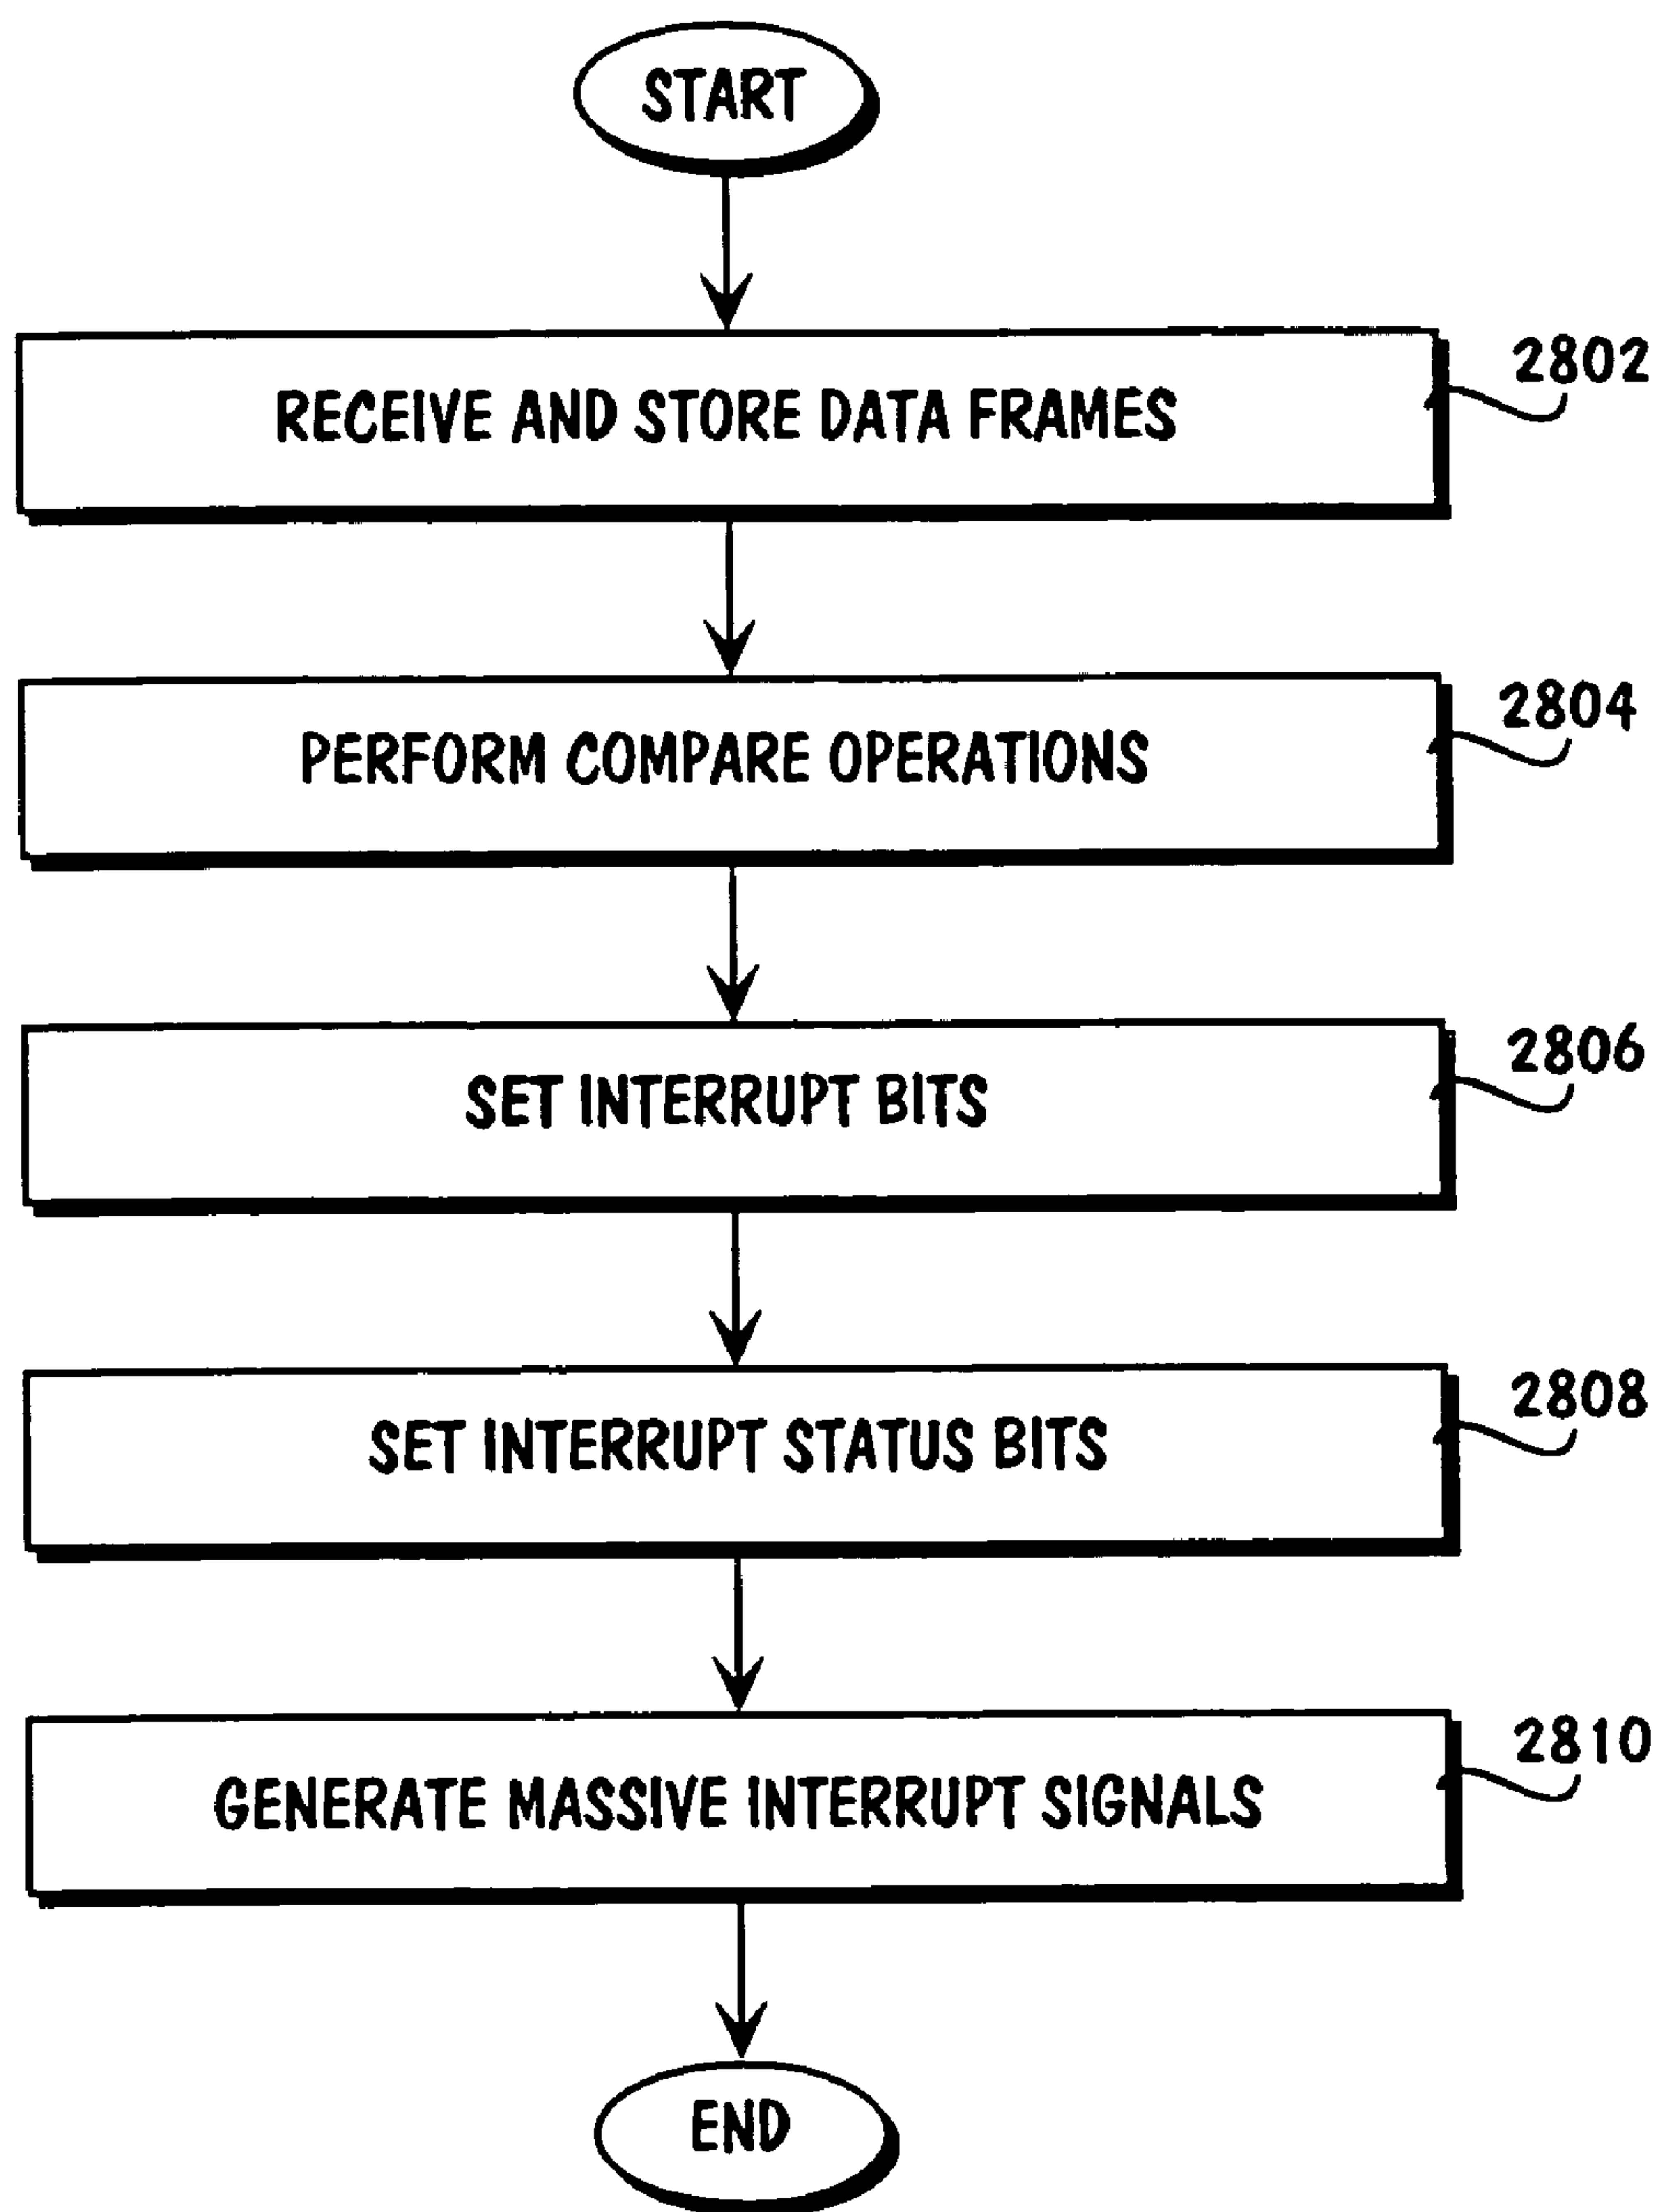 START
2802
RECEIVE AND STORE DATA FRAMES
2804
PERFORM COMPARE OPERATIONS
2806
SET INTERRUPT BITS
2808
SET INTERRUPT STATUS BITS
2810
GENERATE MASSIVE INTERRUPT SIGNALS
END